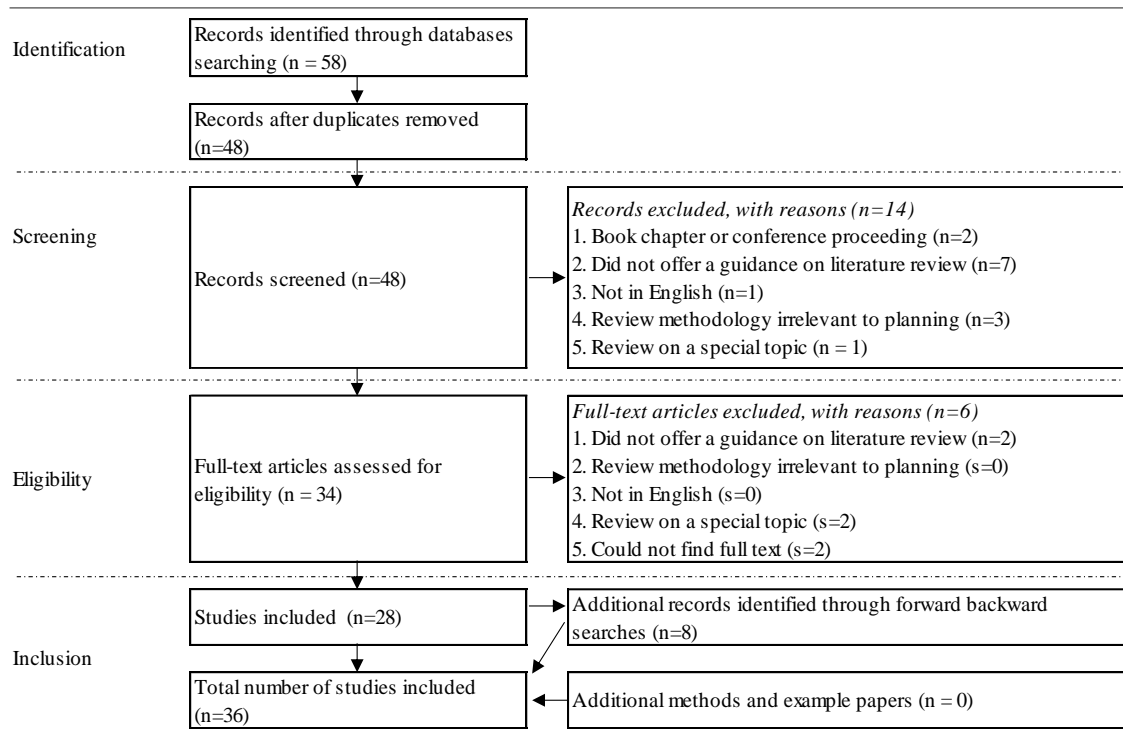 Identification
Records identified through databases
searching (n = 58)
Records after duplicates removed
(n=48)
Screening
Records screened (n=48)
Records excluded, with reasons (n=14)
1. Book chapter or conference proceeding (n=2)
2. Did not offer a guidance on literature review (n=7)
3. Not in English (n=1)
4. Review methodology irrelevant to planning (n=3)
5. Review on a special topic (n = 1)
Eligibility
Full-text articles assessed for
eligibility (n = 34)
Full-text articles excluded, with reasons (n=6)
1. Did not offer a guidance on literature review (n=2)
2. Review methodology irrelevant to planning (s=0)
3. Not in English (s=0)
4. Review on a special topic (s=2)
5. Could not find full text (s=2)
Inclusion
Studies included (n=28)
Additional records identified through forward backward
searches (n=8)
Total number of studies included
(n=36)
Additional methods and example papers (n = 0)